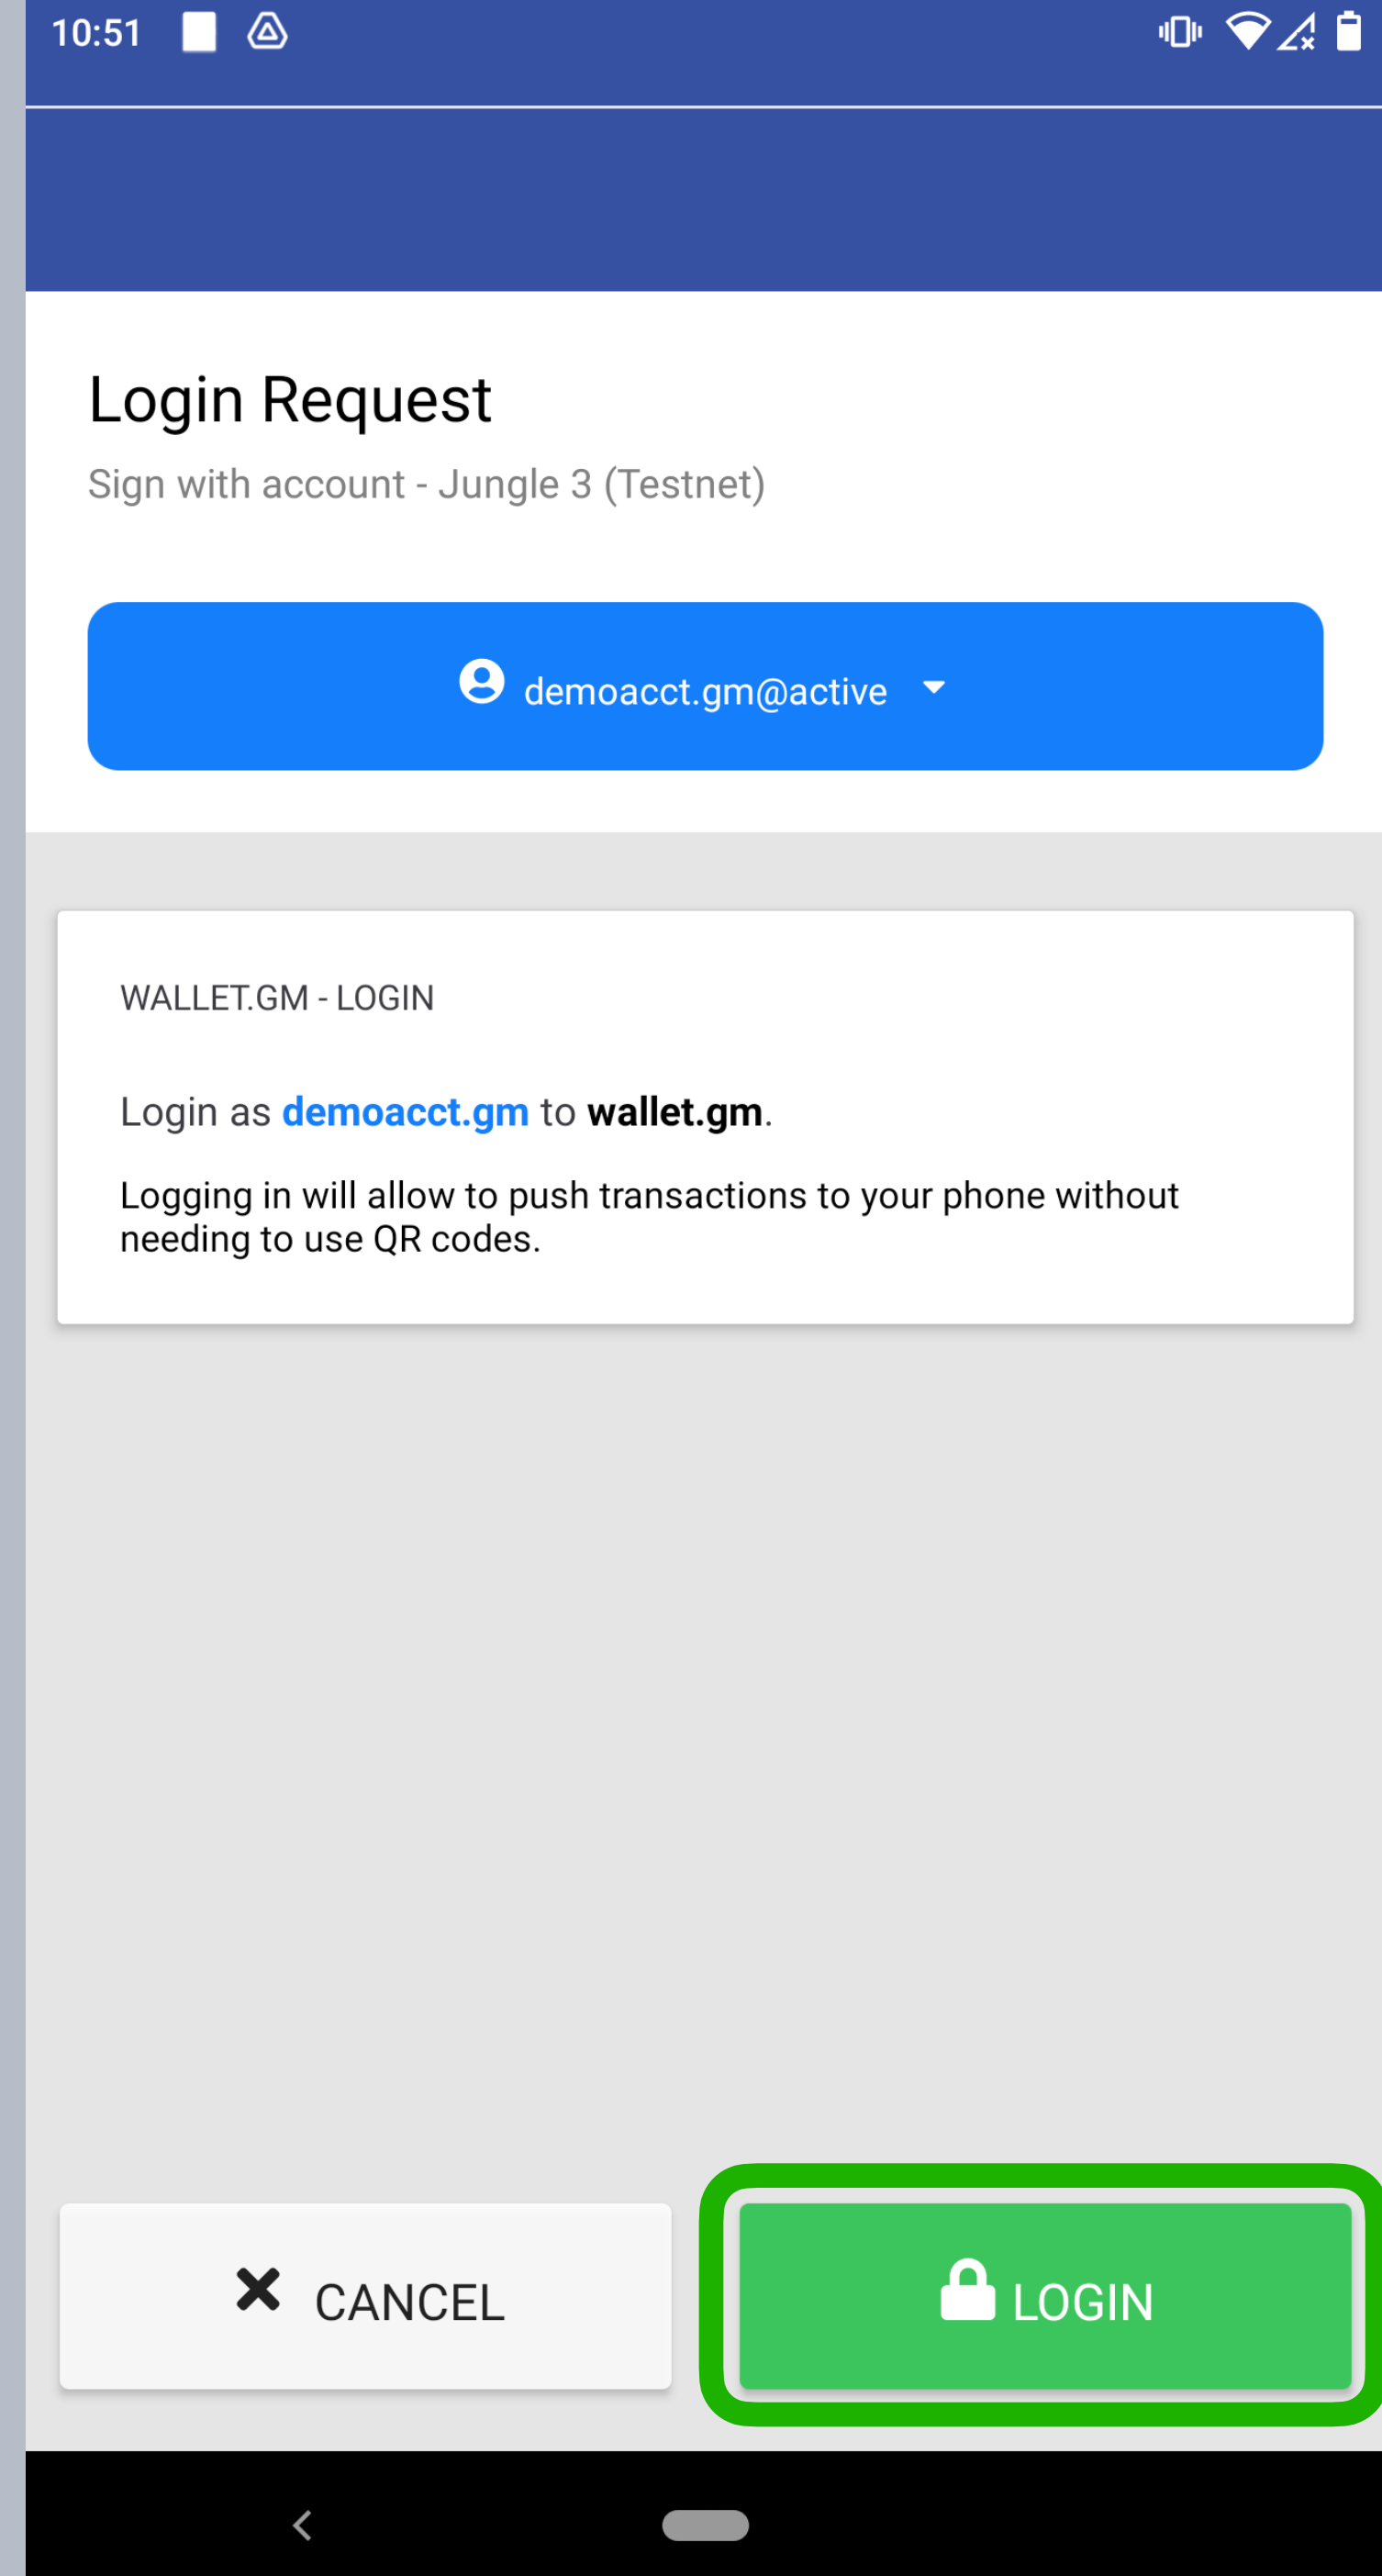 10:51
Login Request
Sign with account - Jungle 3 (Testnet)
demoacct.gm@active
WALLET.GM - LOGIN
Login as demoacct.gm to wallet.gm.
Logging in will allow to push transactions to your phone without
needing to use QR codes.
CANCEL
LOGIN